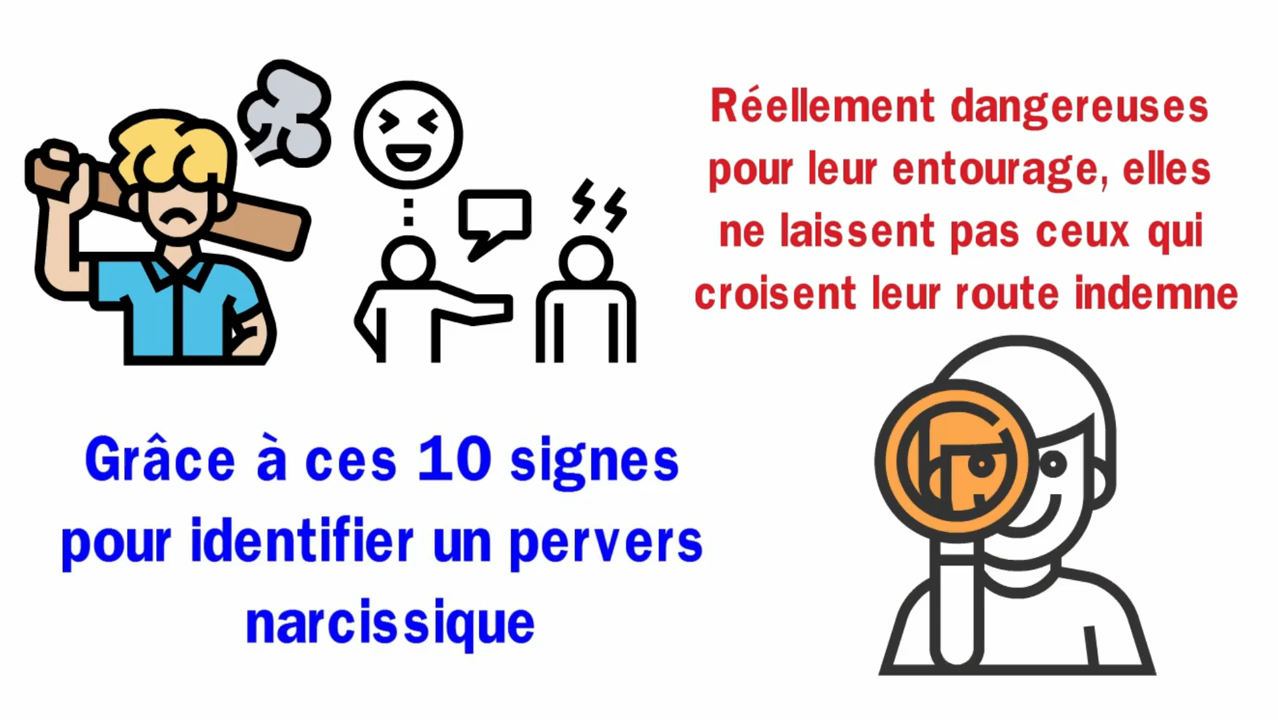 Réellement dangereuses
pour leur entourage, elles
ne laissent pas ceux qui
croisent leur route indemne
Grâce à ces 10 signes
pour identifier un pervers
narcissique